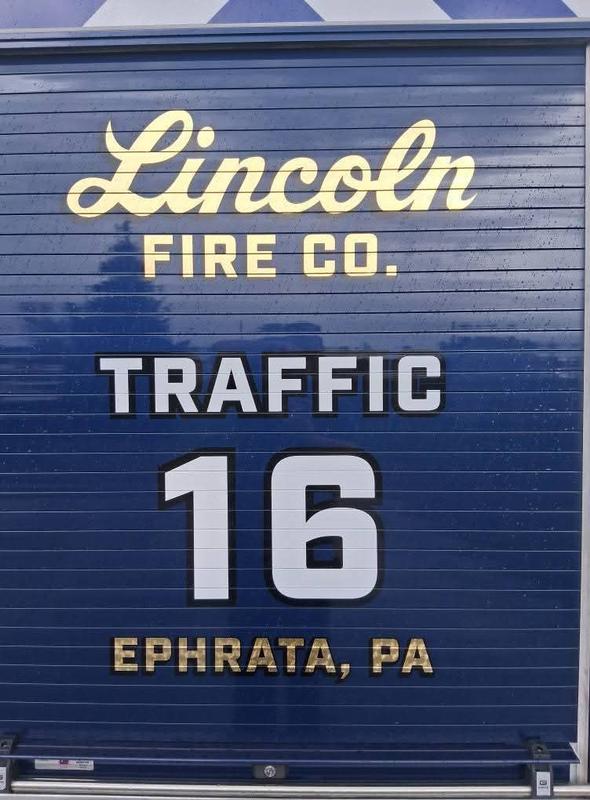 Lincoln
FIRE CO.
TRAFFIC
16
EPHRATA, PA